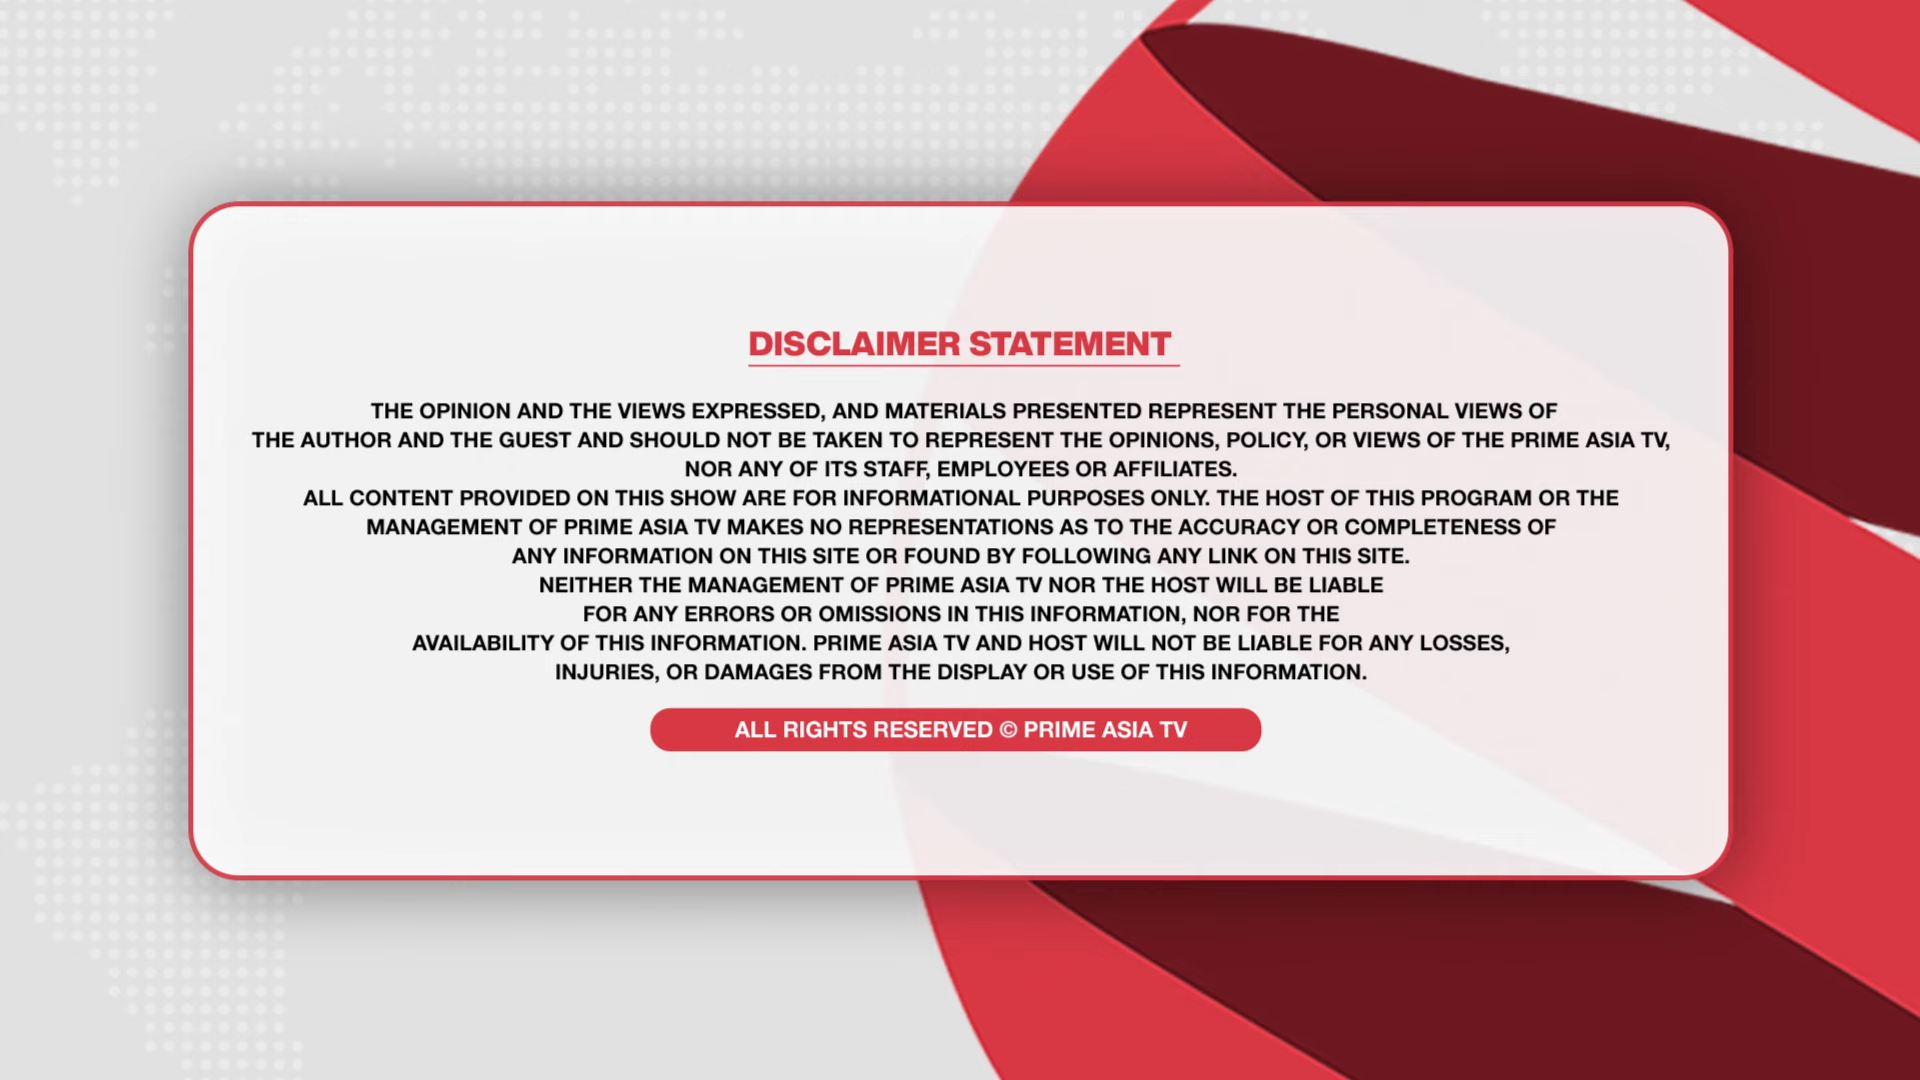 DISCLAIMER STATEMENT
THE OPINION AND THE VIEWS EXPRESSED, AND MATERIALS PRESENTED REPRESENT THE PERSONAL VIEWS OF
THE AUTHOR AND THE GUEST AND SHOULD NOT BE TAKEN TO REPRESENT THE OPINIONS, POLICY, OR VIEWS OF THE PRIME ASIA TV,
NOR ANY OF ITS STAFF, EMPLOYEES OR AFFILIATES.
ALL CONTENT PROVIDED ON THIS SHOW ARE FOR INFORMATIONAL PURPOSES ONLY. THE HOST OF THIS PROGRAM OR THE
MANAGEMENT OF PRIME ASIA TV MAKES NO REPRESENTATIONS AS TO THE ACCURACY OR COMPLETENESS OF
ANY INFORMATION ON THIS SITE OR FOUND BY FOLLOWING ANY LINK ON THIS SITE.
NEITHER THE MANAGEMENT OF PRIME ASIA TV NOR THE HOST WILL BE LIABLE
FOR ANY ERRORS OR OMISSIONS IN THIS INFORMATION, NOR FOR THE
AVAILABILITY OF THIS INFORMATION. PRIME ASIA TV AND HOST WILL NOT BE LIABLE FOR ANY LOSSES,
INJURIES, OR DAMAGES FROM THE DISPLAY OR USE OF THIS INFORMATION.
ALL RIGHTS RESERVED © PRIME ASIA TV